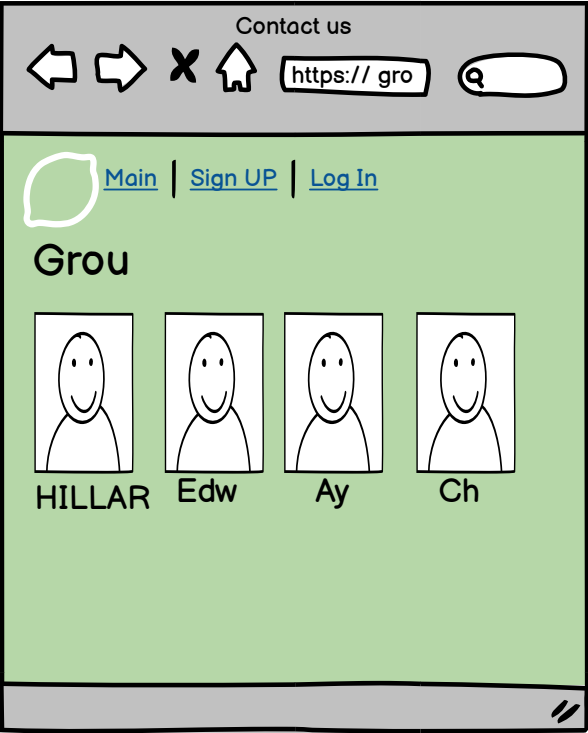 Contact us
https:// gro
Main | Sign UP | Log In
Grou
HILLAR Edw Ay Ch